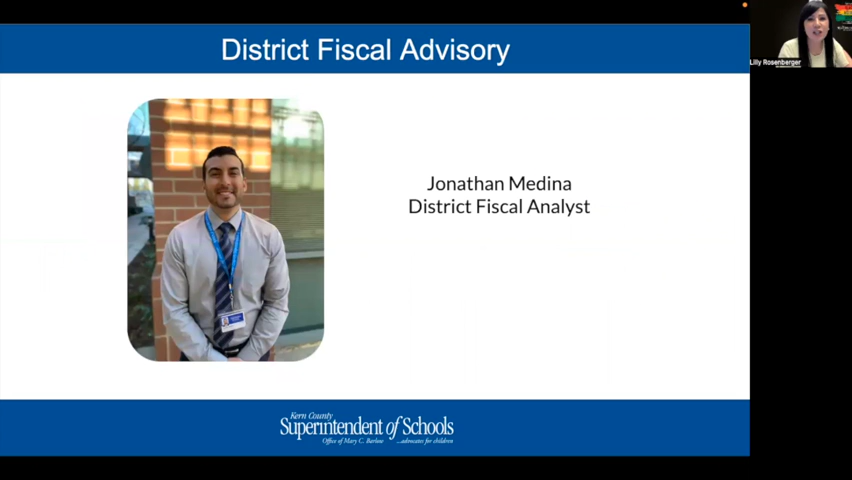 District Fiscal Advisory
Lilly Rosenberger
Jonathan Medina
District Fiscal Analyst
Kern County
Superintendent of Schools
Office of Mary C. Barlow ...advocates for children